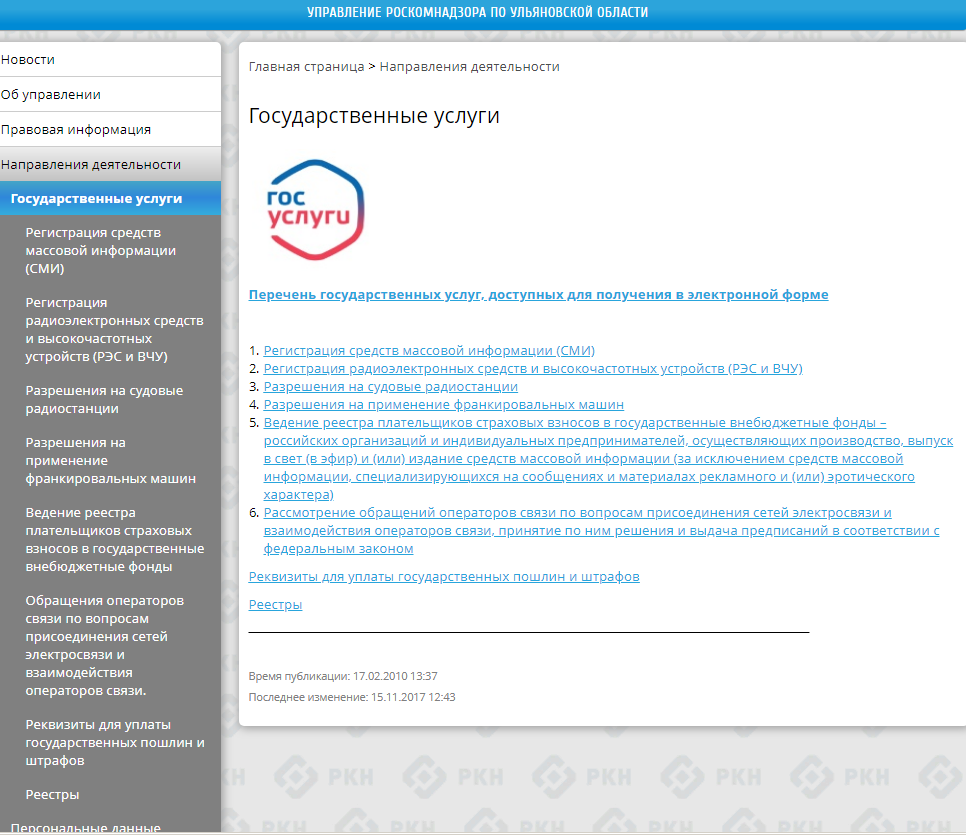 УПРАВЛЕНИЕ РОСКОМНАДЗОРА ПО УЛЬЯНОВСКОЙ ОБЛАСТИ
Новости
Об управлении
Правовая информация
Направления деятельности
Государственные услуги
Регистрация средств
массовой информации
(СМИ)
Регистрация
радиоэлектронных средств
и высокочастотных
устройств (РЭС и ВЧУ)
Разрешения на судовые
радиостанции
Разрешения на
применение
франкировальных машин
Ведение реестра
плательщиков страховых
взносов в государственные
внебюджетные фонды
Обращения операторов
связи по вопросам
присоединения сетей
электросвязи и
взаимодействия
операторов связи.
Реквизиты для уплаты
государственных пошлин и
штрафов
Реестры
Персональные данные
Главная страница > Направления деятельности
Государственные услуги
гос
услуги
Перечень государственных услуг, доступных для получения в электронной форме
1. Регистрация средств массовой информации (СМИ)
2. Регистрация радиоэлектронных средств и высокочастотных устройств (РЭС и ВЧУ)
3. Разрешения на судовые радиостанции
4. Разрешения на применение франкировальных машин
5. Ведение реестра плательщиков страховых взносов в государственные внебюджетные фонды –
российских организаций и индивидуальных предпринимателей, осуществляющих производство, выпуск
в свет (в эфир) и (или) издание средств массовой информации (за исключением средств массовой
информации, специализирующихся на сообщениях и материалах рекламного и (или) эротического
характера)
6. Рассмотрение обращений операторов связи по вопросам присоединения сетей электросвязи и
взаимодействия операторов связи, принятие по ним решения и выдача предписаний в соответствии с
федеральным законом
Реквизиты для уплаты государственных пошлин и штрафов
Реестры
Время публикации: 17.02.2010 13:37
Последнее изменение: 15.11.2017 12:43
РКН РКН РКН РКН РКН